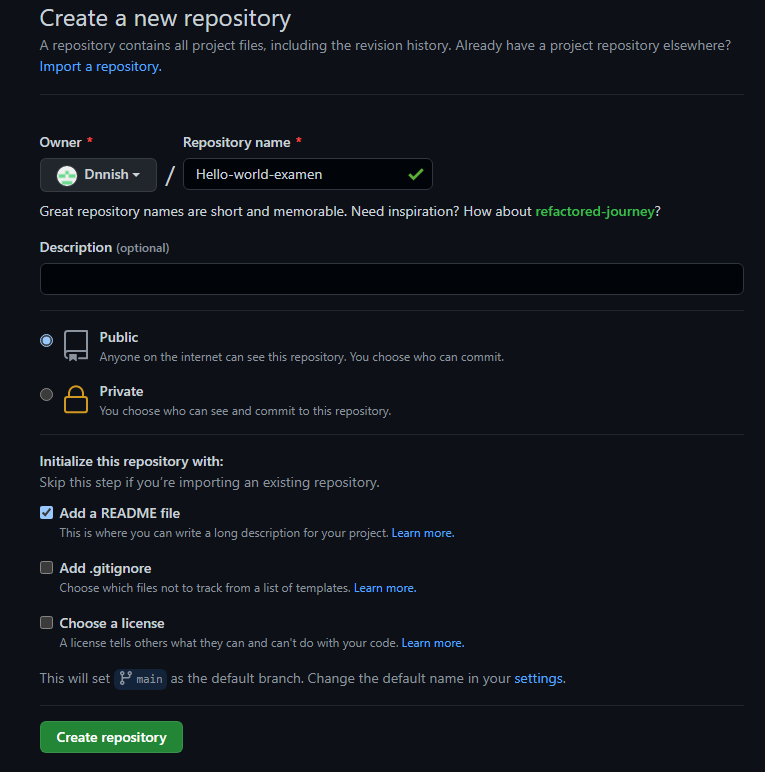 Create a new repository
A repository contains all project files, including the revision history. Already have a project repository elsewhere?
Import a repository.
Owner * Repository name *
Dnnish / Hello-world-examen
Great repository names are short and memorable. Need inspiration? How about refactored-journey?
Description (optional)
Public
Anyone on the internet can see this repository. You choose who can commit.
Private
You choose who can see and commit to this repository.
Initialize this repository with:
Skip this step if you’re importing an existing repository.
Add a README file
This is where you can write a long description for your project. Learn more.
Add .gitignore
Choose which files not to track from a list of templates. Learn more.
Choose a license
A license tells others what they can and can't do with your code. Learn more.
This will set main as the default branch. Change the default name in your settings.
Create repository